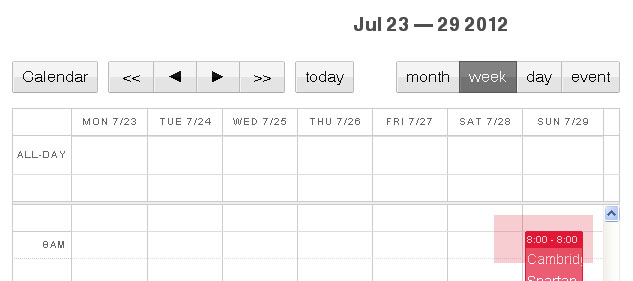 Jul 23 — 29 2012
Calendar << ◄ ► >> today month week day event
MON 7/23 TUE 7/24 WED 7/25 THU 7/26 FRI 7/27 SAT 7/28 SUN 7/29
ALL-DAY
8:00 - 8:00
8AM
Cambrid
Spartan